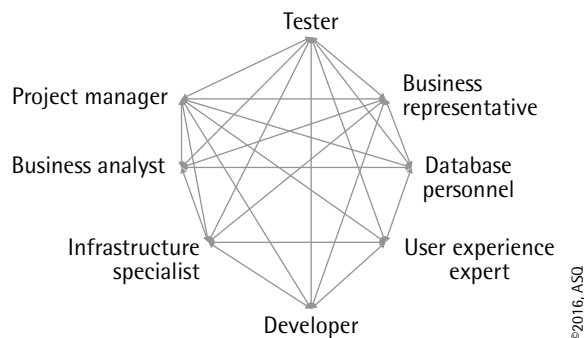 Tester
Project manager
Business
representative
Business analyst
Database
personnel
Infrastructure
specialist
User experience
expert
Developer
©2016, ASQ